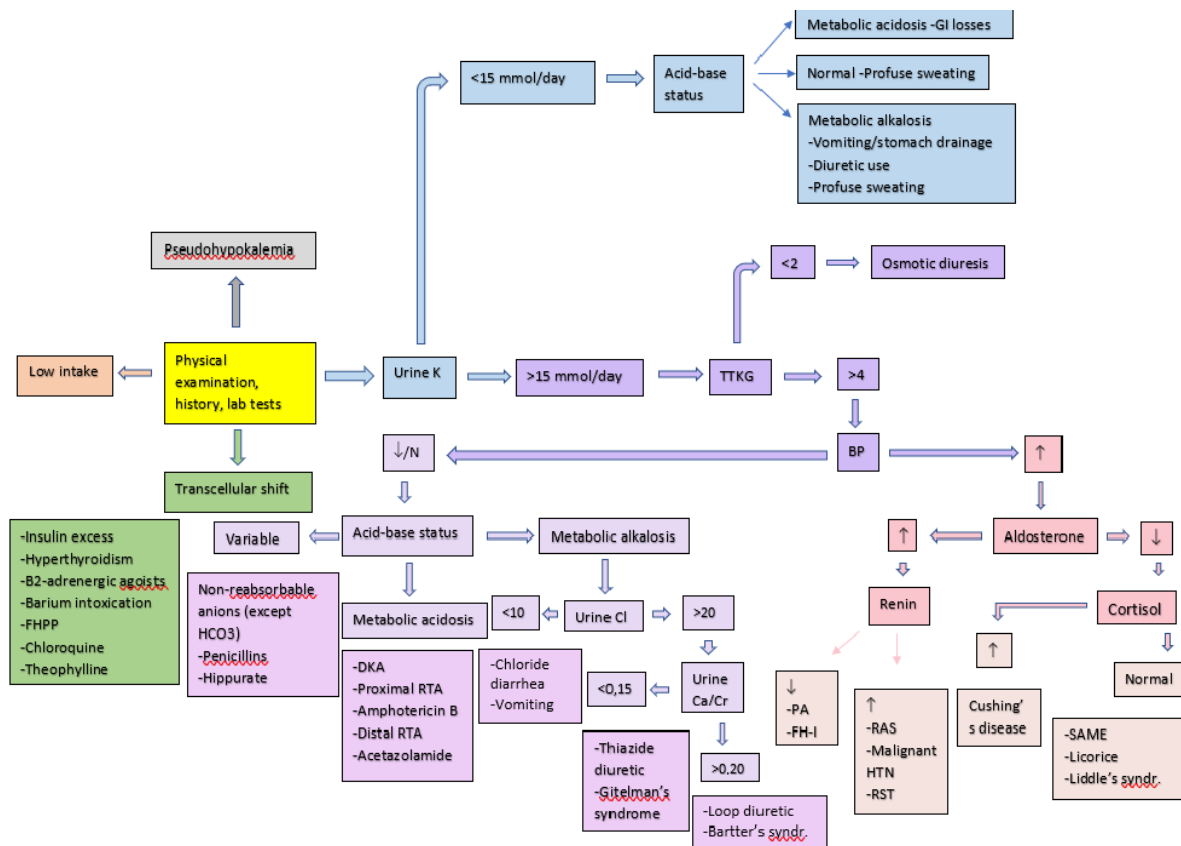 Metabolic acidosis -GI losses
<15 mmol/day
Acid-base
status
Normal -Profuse sweating
Metabolic alkalosis
-Vomiting/stomach drainage
-Diuretic use
-Profuse sweating
Pseudohypokalemia
<2
Osmotic diuresis
Low intake
Physical
examination,
history, lab tests
Urine K
>15 mmol/day
TTKG
>4
BP
↓/N
↑
Transcellular shift
-Insulin excess
-Hyperthyroidism
-B2-adrenergic agoists
-Barium intoxication
-FHPP
-Chloroquine
-Theophylline
Variable
Acid-base status
Metabolic alkalosis
Non-reabsorbable
anions (except
HCO3)
-Penicillins
-Hippurate
Metabolic acidosis
-DKA
-Proximal RTA
-Amphotericin B
-Distal RTA
-Acetazolamide
<10
Urine Cl
>20
-Chloride
diarrhea
-Vomiting
<0,15
Urine
Ca/Cr
-Thiazide
diuretic
-Gitelman's
syndrome
>0,20
-Loop diuretic
-Bartter's syndr.
↑
Aldosterone
↓
Renin
Cortisol
↓
-PA
-FH-I
↑
-RAS
-Malignant
HTN
-RST
↑
Cushing'
s disease
Normal
-SAME
-Licorice
-Liddle's syndr.